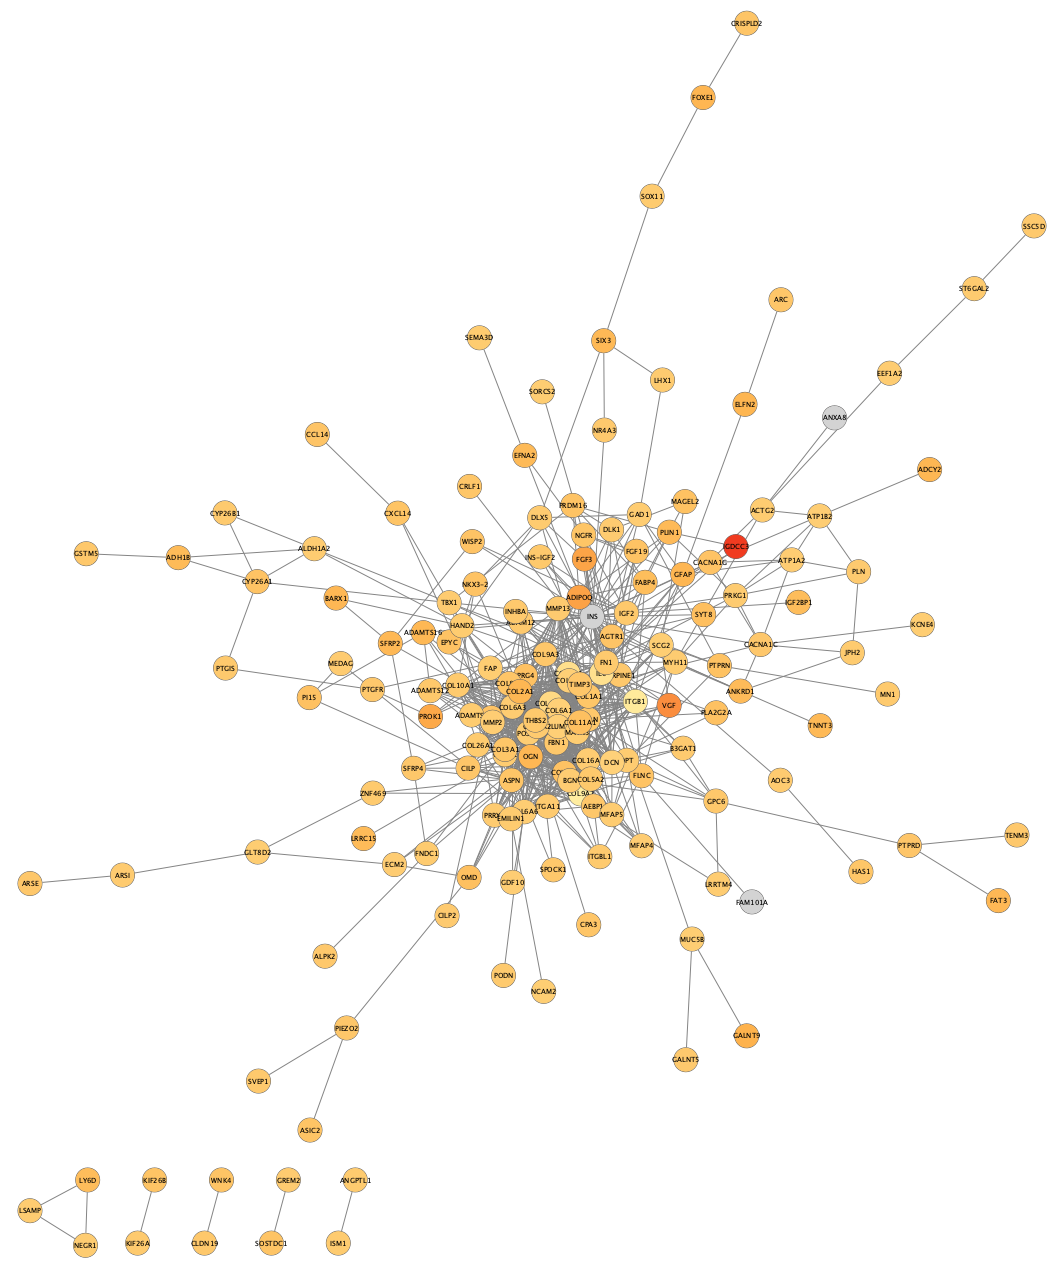 CRISPLD2
FOXE1
SOX11
SSC5D
ST6GAL2
ARC
SEMA3D
SIX3
LHX1
EEF1A2
SORCS2
ELFN2
ANXA8
CCL14
NR4A3
EFNA2
ADCY2
CRLF1
PRDM16
MAGEL2
CYP26B1
CXCL14
DLX5
GAD1
ACTG2
ATP1B2
DLK1
NGFR
PLIN1
WISP2
GSTM5
ADH1B
ALDH1A2
INS-IGF2
FGF3
FGF19
IGDCC3
CACNA1G
ATP1A2
PLN
CYP26A1
NKX3-2
FABP4
GFAP
BARX1
TBX1
ADIPOQ
PRKG1
IGF2BP1
INHBA
MMP13
INS
IGF2
SYT8
HAND2
KCNE4
ADAMTS16
EPYC
AGTR1
SFRP2
SCG2
CACNA1C
JPH2
COL9A3
MEDAG
FAP
FN1
MYH11
PTPRN
PTGIS
PRG4
TIMP3
PTGFR
COL10A1
COL2A1
ANKRD1
MN1
PI15
ADAMTS12
COL1A1
ITGB1
VGF
COL6A3
COL6A1
PLA2G2A
PROK1
MMP2
THBS2
COL11A1
TNNT3
LUM
COL26A1
COL3A1
FBN1
B3GAT1
OGN
COL16A
DCN
SFRP4
CILP
ASPN
BGN
COL5A2
FLNC
AOC3
ZNF469
GPC6
ITGA11
AEBP1
MFAP5
EMILIN1
LRRC15
PTPRD
TENM3
GLT8D2
FNDC1
ECM2
ITGBL1
MFAP4
SPOCK1
HAS1
ARSE
ARSI
OMD
GDF10
LRRTM4
FAM101A
FAT3
CILP2
CPA3
MUC5B
ALPK2
PODN
NCAM2
PIEZO2
GALNT9
GALNT5
SVEP1
ASIC2
LY6D
KIF26B
WNK4
GREM2
ANGPTL1
LSAMP
NEGR1
KIF26A
CLDN19
SOSTDC1
ISM1